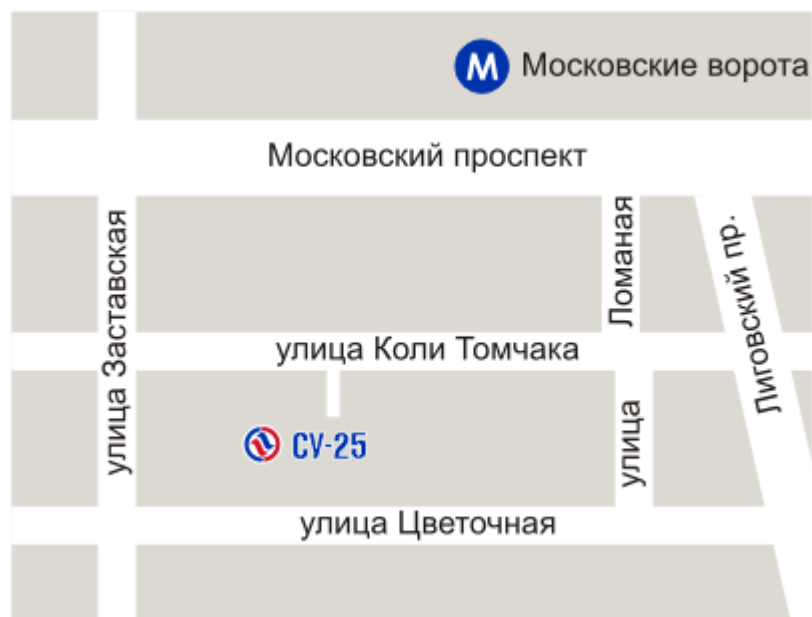 М Московские ворота
Московский проспект
улица Заставская
улица Ломаная
Лиговский пр.
улица Коли Томчака
СУ-25
улица Цветочная